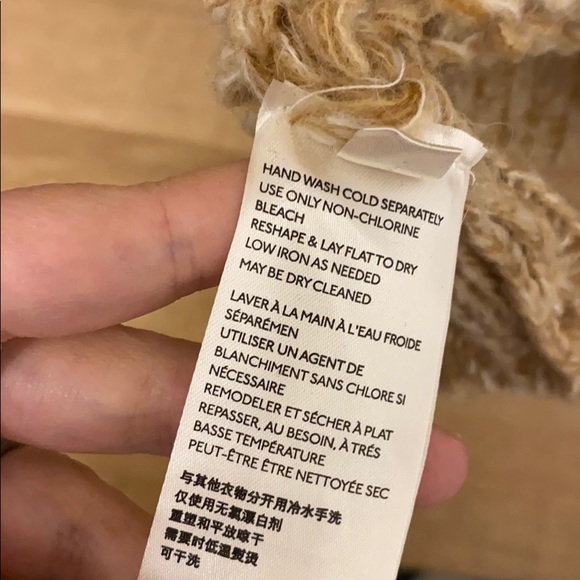 HAND WASH COLD SEPARATELY
USE ONLY NON-CHLORINE
BLEACH
RESHAPE & LAY FLAT TO DRY
LOW IRON AS NEEDED
MAY BE DRY CLEANED
LAVER À LA MAIN À L'EAU FROIDE
SÉPARÉMEN
UTILISER UN AGENT DE
BLANCHIMENT SANS CHLORE SI
NÉCESSAIRE
REMODELER ET SÉCHER À PLAT
REPASSER, AU BESOIN, À TRÉS
BASSE TEMPÉRATURE
PEUT-ÊTRE ÊTRE NETTOYÉE SEC
与其他衣物分开用冷水手洗
仅使用无氯漂白剂
重塑和平放晾干
需要时低温熨烫
可干洗